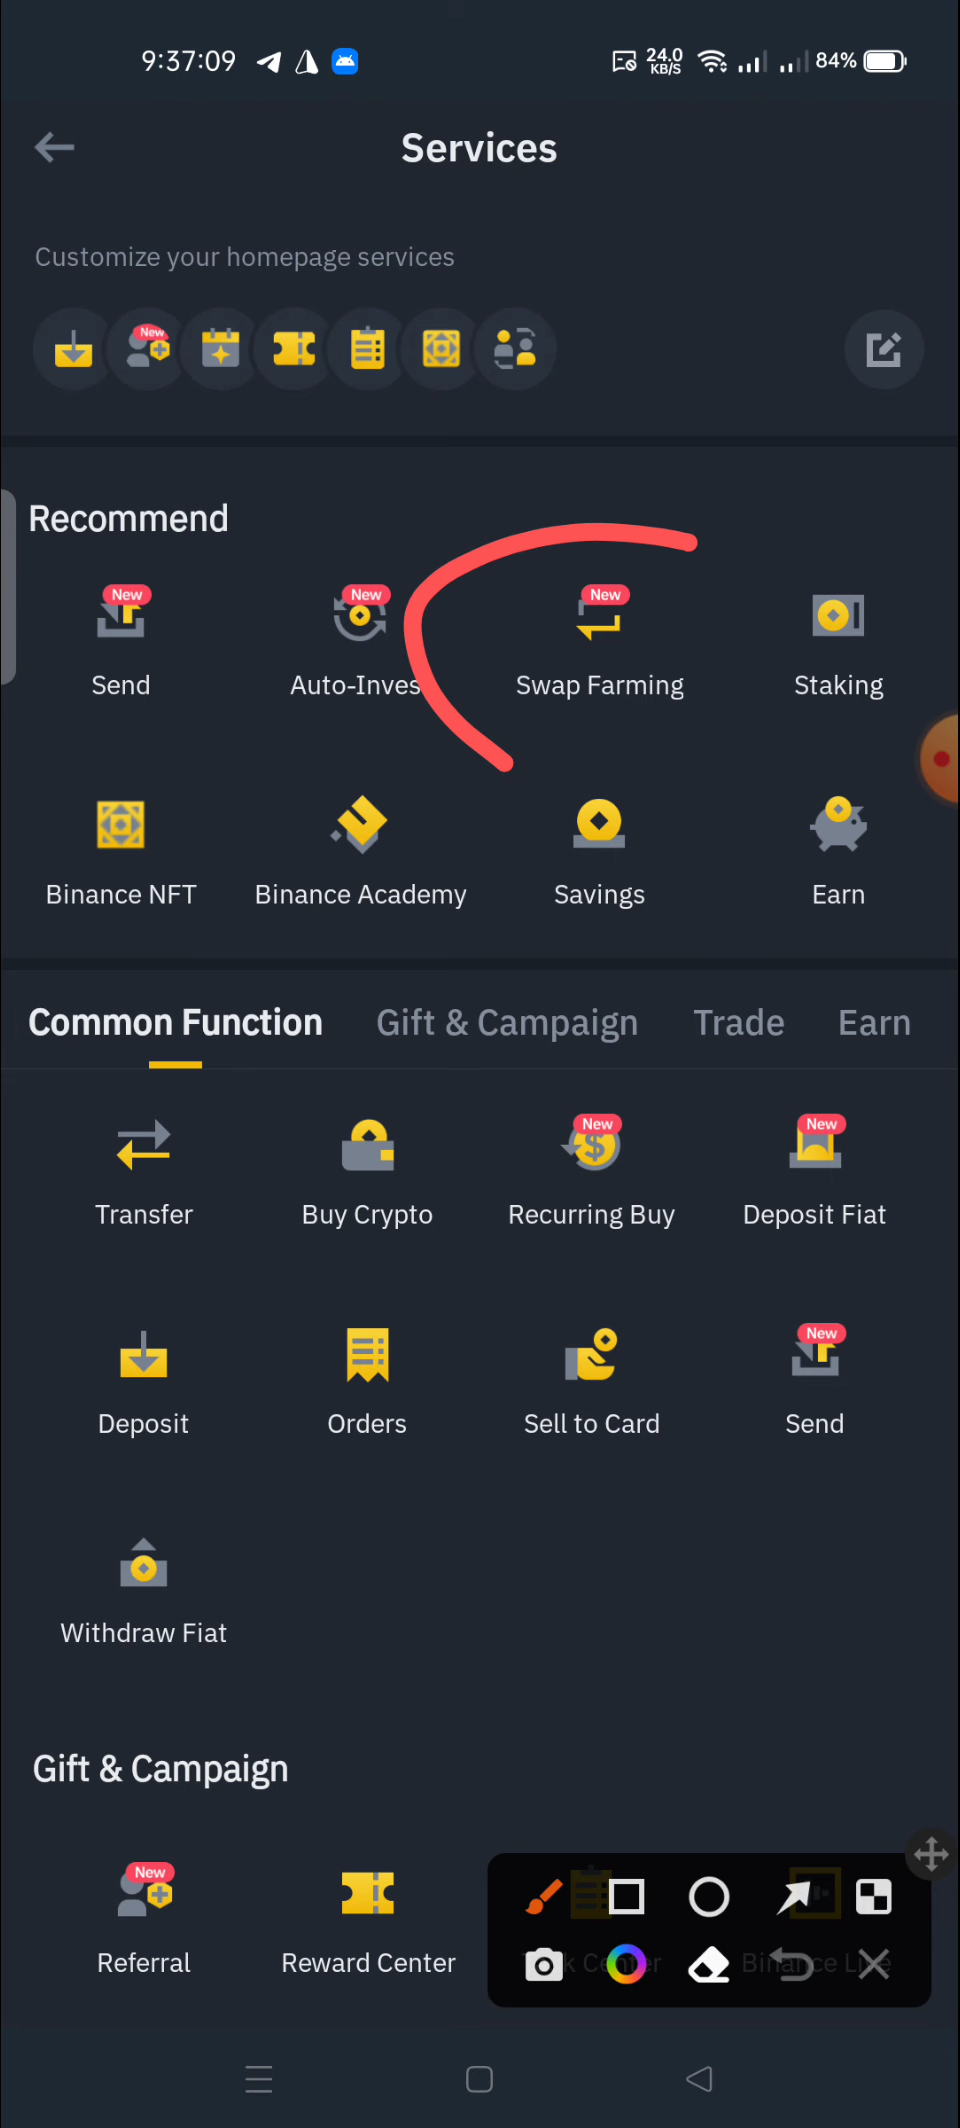 9:37:09 24.0 KB/S 84%
Services
Customize your homepage services
New
Recommend
New New New
Send Auto-Inves Swap Farming Staking
Binance NFT Binance Academy Savings Earn
Common Function Gift & Campaign Trade Earn
New New
Transfer Buy Crypto Recurring Buy Deposit Fiat
New
Deposit Orders Sell to Card Send
Withdraw Fiat
Gift & Campaign
New
Referral Reward Center Binance Live